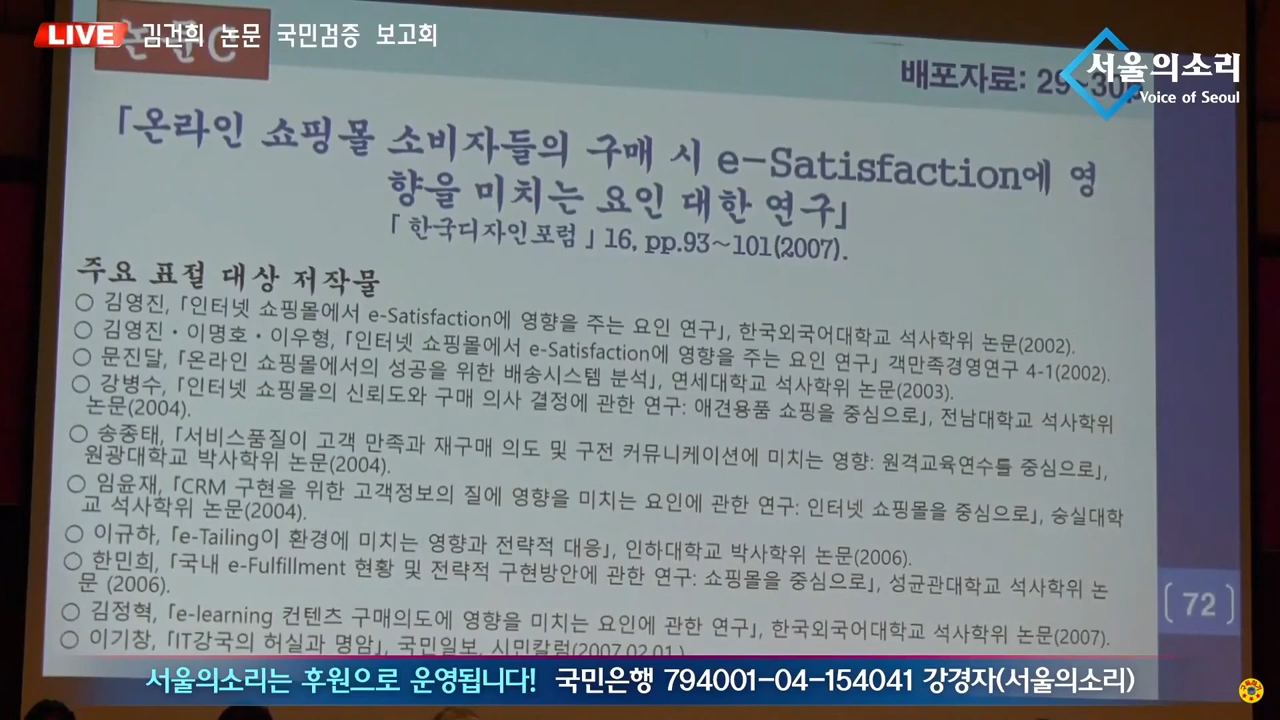 LIVE 김건희 논문 국민검증 보고회
논문C
서울의소리
Voice of Seoul
배포자료: 29~30p
「온라인 쇼핑몰 소비자들의 구매 시 e-Satisfaction에 영
향을 미치는 요인 대한 연구」
「한국디자인포럼」16, pp.93~101(2007).
주요 표절 대상 저작물
○ 김영진, 「인터넷 쇼핑몰에서 e-Satisfaction에 영향을 주는 요인 연구」, 한국외국어대학교 석사학위 논문(2002).
○ 김영진·이명호·이우형, 「인터넷 쇼핑몰에서 e-Satisfaction에 영향을 주는 요인 연구」 객만족경영연구 4-1(2002).
○ 문진달, 「온라인 쇼핑몰에서의 성공을 위한 배송시스템 분석」, 연세대학교 석사학위 논문(2003).
○ 강병수, 「인터넷 쇼핑몰의 신뢰도와 구매 의사 결정에 관한 연구: 애견용품 쇼핑을 중심으로」, 전남대학교 석사학위
논문(2004).
○ 송종태, 「서비스품질이 고객 만족과 재구매 의도 및 구전 커뮤니케이션에 미치는 영향: 원격교육연수를 중심으로」,
원광대학교 박사학위 논문(2004).
○ 임윤재, 「CRM 구현을 위한 고객정보의 질에 영향을 미치는 요인에 관한 연구: 인터넷 쇼핑몰을 중심으로」, 숭실대학
교 석사학위 논문(2004).
○ 이규하, 「e-Tailing이 환경에 미치는 영향과 전략적 대응」, 인하대학교 박사학위 논문(2006).
○ 한민희, 「국내 e-Fulfillment 현황 및 전략적 구현방안에 관한 연구: 쇼핑몰을 중심으로」, 성균관대학교 석사학위 논
문 (2006).
○ 김정혁, 「e-learning 컨텐츠 구매의도에 영향을 미치는 요인에 관한 연구」, 한국외국어대학교 석사학위 논문(2007).
○ 이기창, 「IT강국의 허실과 명암」, 국민일보, 시민칼럼(2007.02.01.)
[72]
서울의소리는 후원으로 운영됩니다! 국민은행 794001-04-154041 강경자(서울의소리)